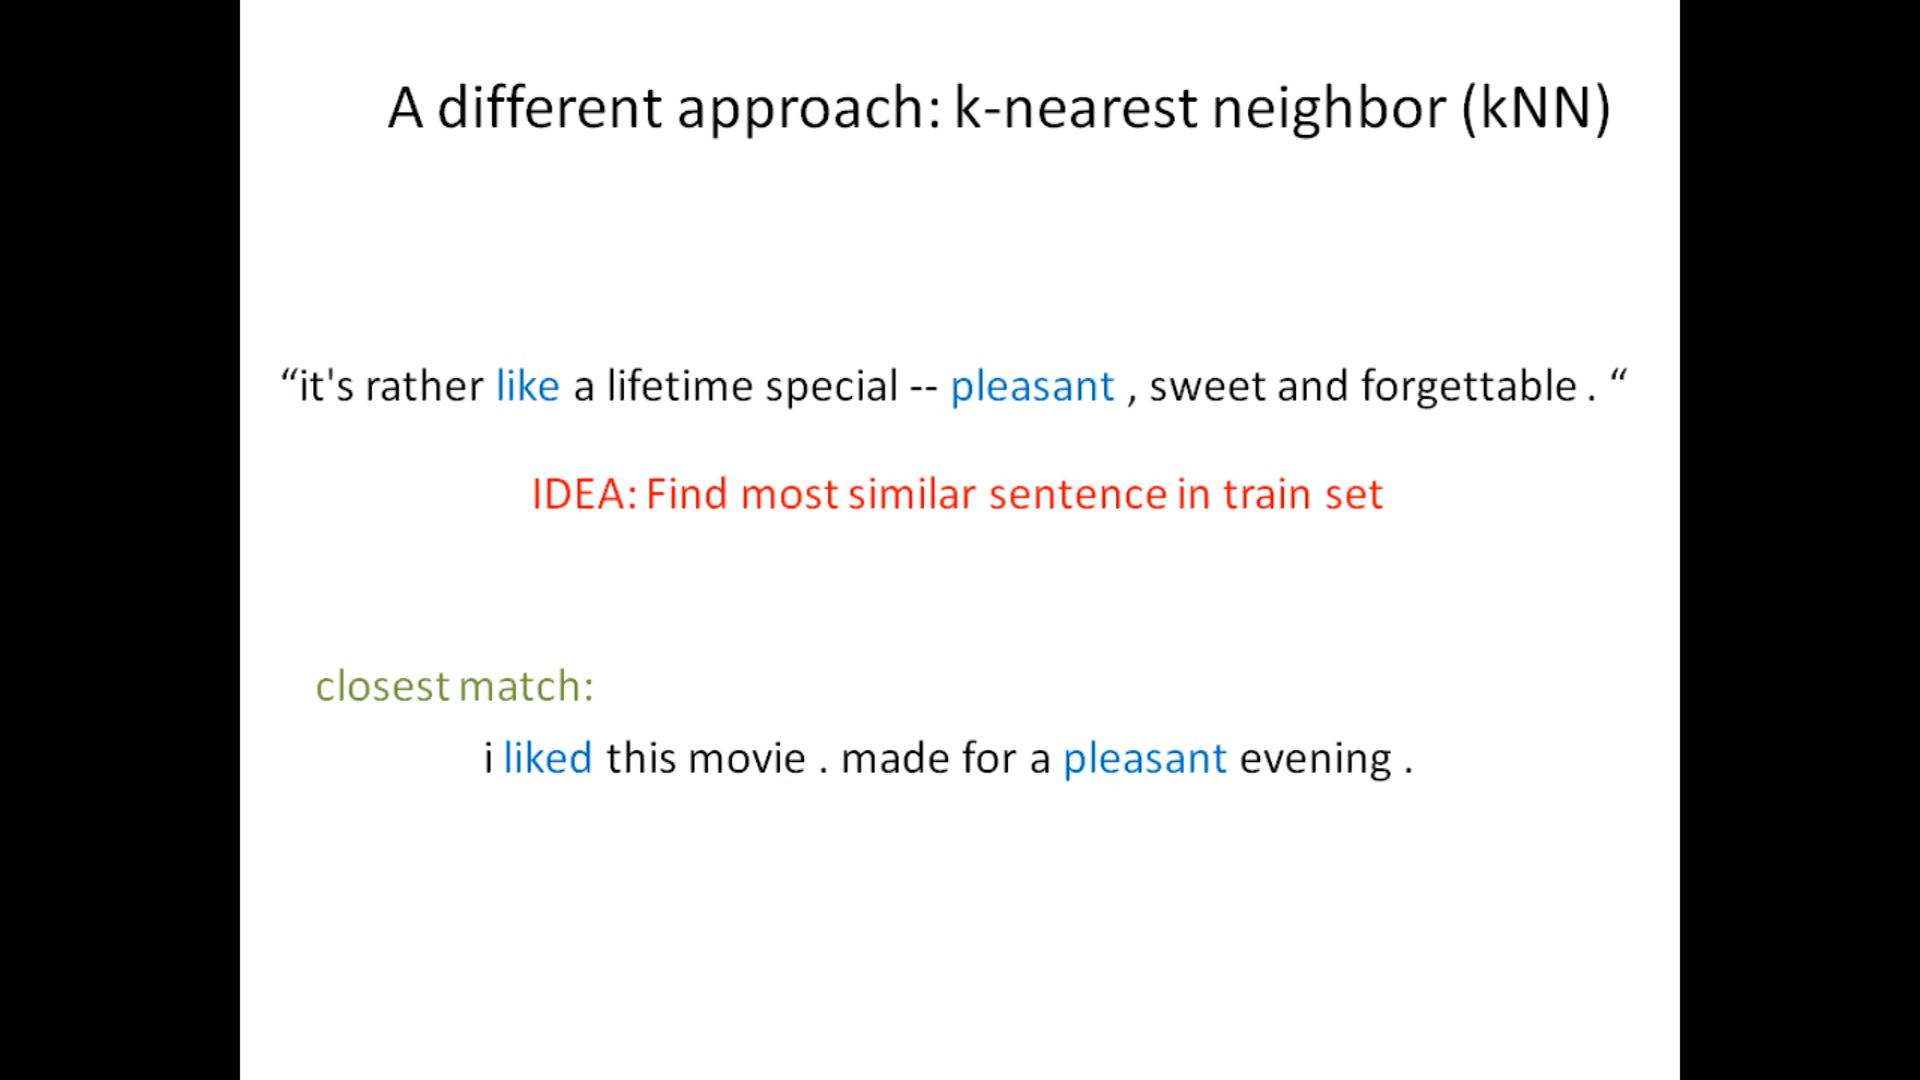 A different approach: k-nearest neighbor (kNN)
“it's rather like a lifetime special -- pleasant , sweet and forgettable . “
IDEA: Find most similar sentence in train set
closest match:
i liked this movie . made for a pleasant evening .